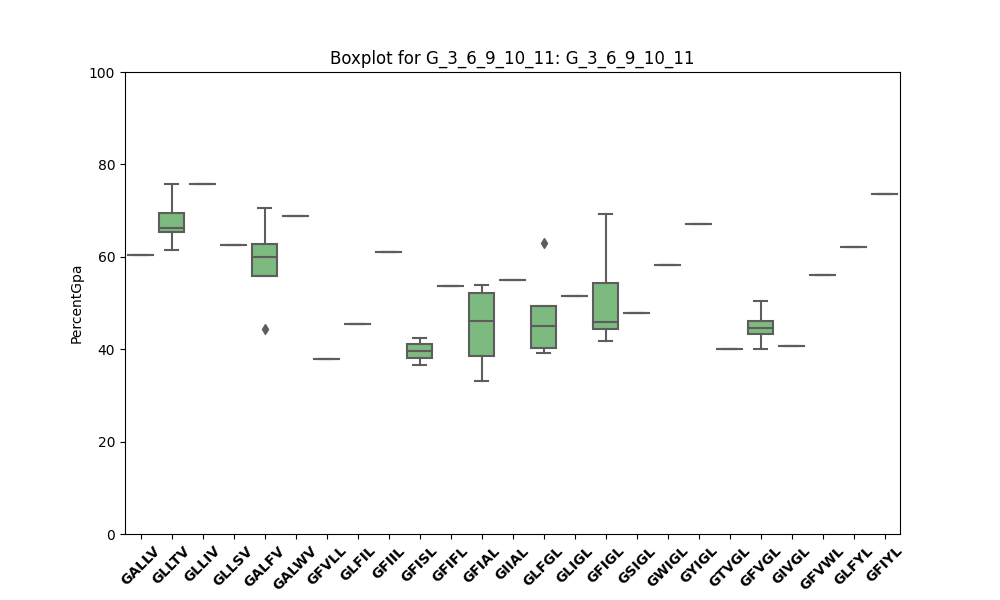 Boxplot for G_3_6_9_10_11: G_3_6_9_10_11
PercentGpa
100
80
60
40
20
0
GALLV
GLLTV
GLLIV
GLLSV
GALFV
GALWV
GFVLL
GLFIL
GFIIL
GFISL
GFIFL
GFIAL
GIIAL
GLFGL
GLIGL
GFIGL
GSIGL
GWIGL
GYIGL
GTVGL
GFVGL
GIVGL
GFVWL
GLFYL
GFIYL